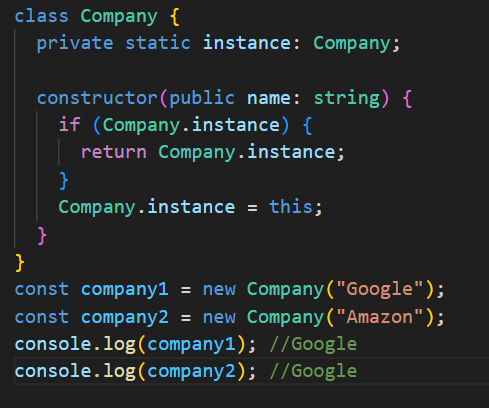 class Company {
  private static instance: Company;

  constructor(public name: string) {
    if (Company.instance) {
      return Company.instance;
    }
    Company.instance = this;
  }
}
const company1 = new Company("Google");
const company2 = new Company("Amazon");
console.log(company1); //Google
console.log(company2); //Google